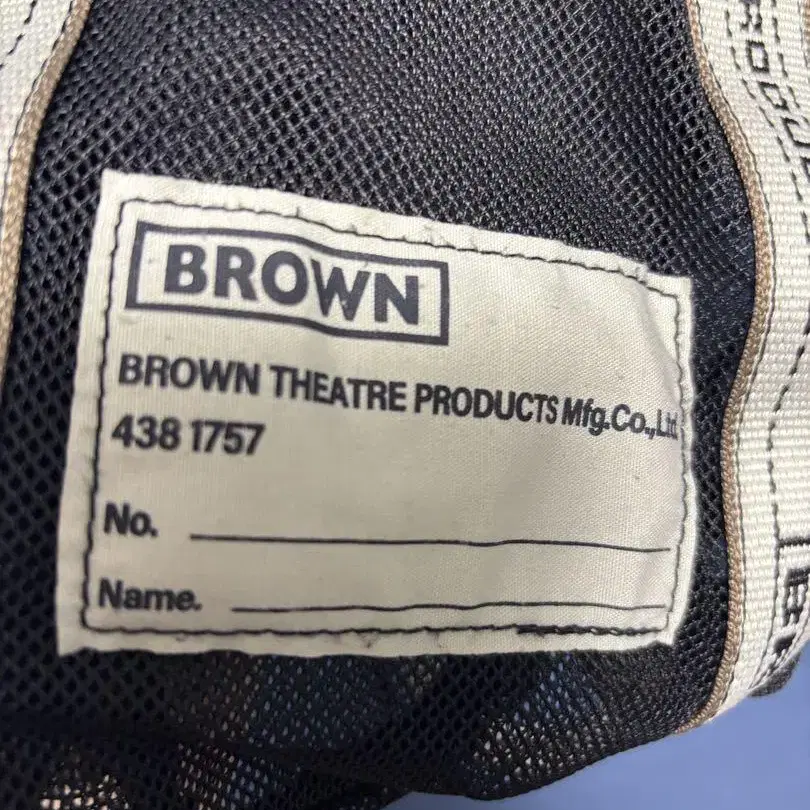 BROWN
BROWN THEATRE PRODUCTS Mfg.Co.,Ltd
438 1757
No.
Name.